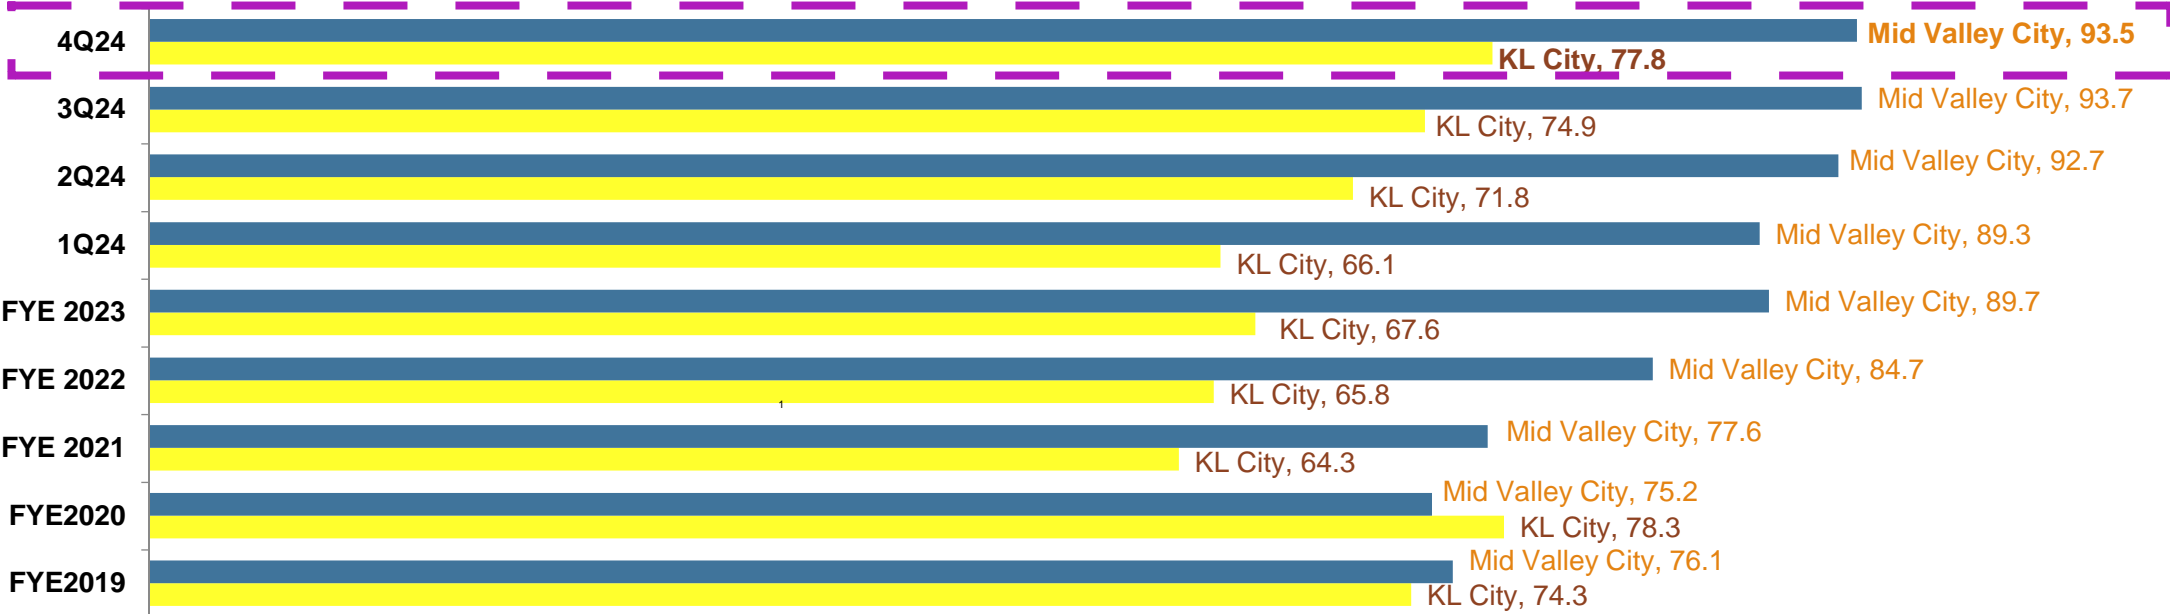 4Q24
Mid Valley City, 93.5
KL City, 77.8
3Q24
Mid Valley City, 93.7
KL City, 74.9
2Q24
Mid Valley City, 92.7
KL City, 71.8
1Q24
Mid Valley City, 89.3
KL City, 66.1
FYE 2023
Mid Valley City, 89.7
KL City, 67.6
FYE 2022
Mid Valley City, 84.7
KL City, 65.8
1
FYE 2021
Mid Valley City, 77.6
KL City, 64.3
FYE2020
Mid Valley City, 75.2
KL City, 78.3
FYE2019
Mid Valley City, 76.1
KL City, 74.3